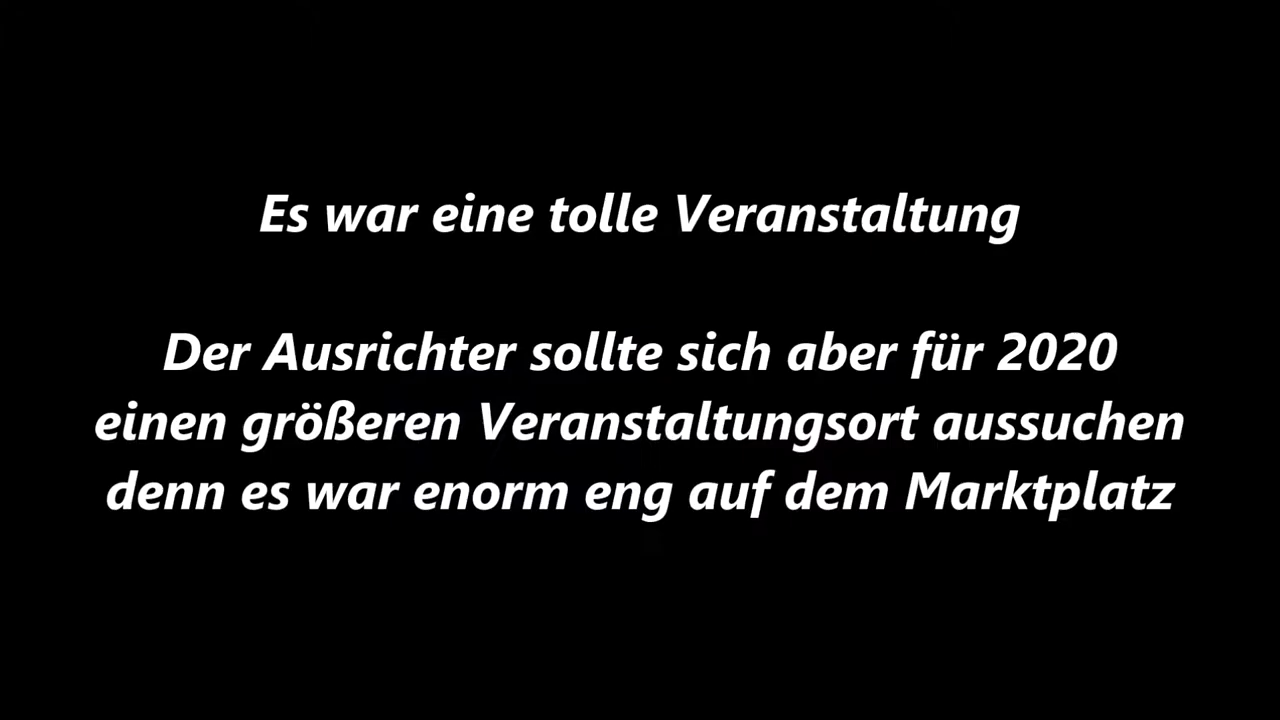 Es war eine tolle Veranstaltung
Der Ausrichter sollte sich aber für 2020
einen größeren Veranstaltungsort aussuchen
denn es war enorm eng auf dem Marktplatz